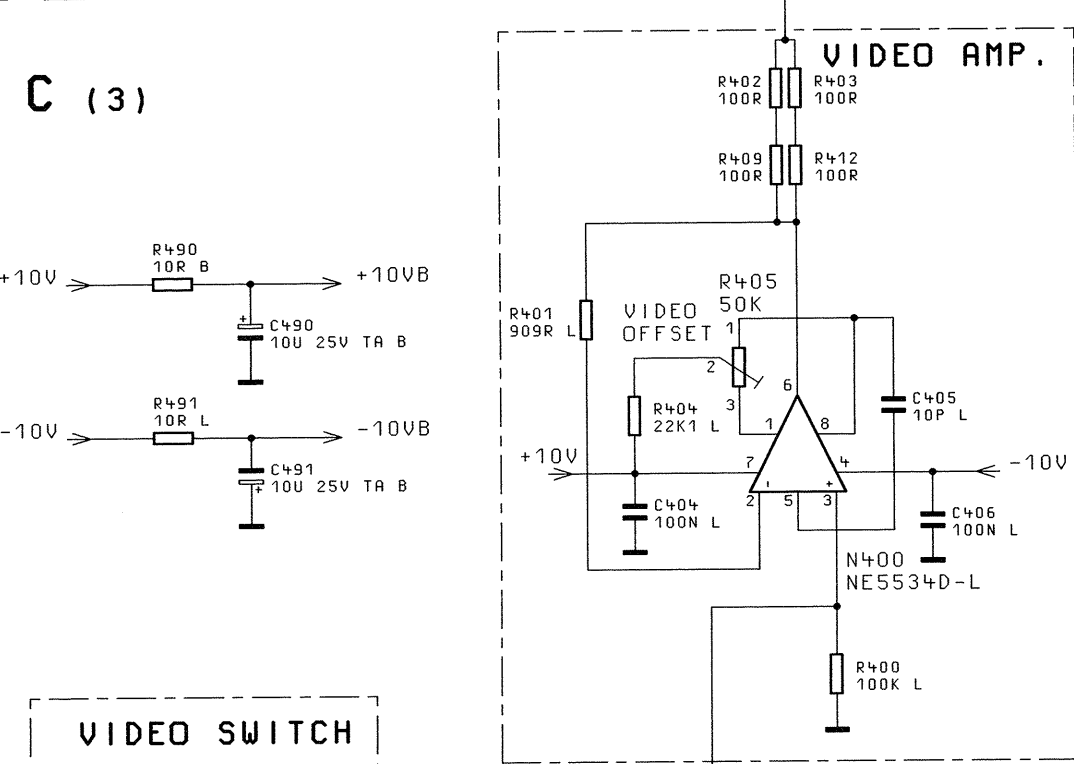 VIDEO AMP.
C (3)
R402
100R
R403
100R
R409
100R
R412
100R
R490
10R B
+10V
+10VB
+
C490
10U 25V TA B
R491
10R L
-10V
-10VB
C491
10U 25V TA B
+
R401
909R L
VIDEO
OFFSET
R405
50K
1
2
3
R404
22K1 L
6
1
8
C405
10P L
+10V
7
4
-10V
-
+
2
5
3
C404
100N L
C406
100N L
N400
NE5534D-L
R400
100K L
VIDEO SWITCH